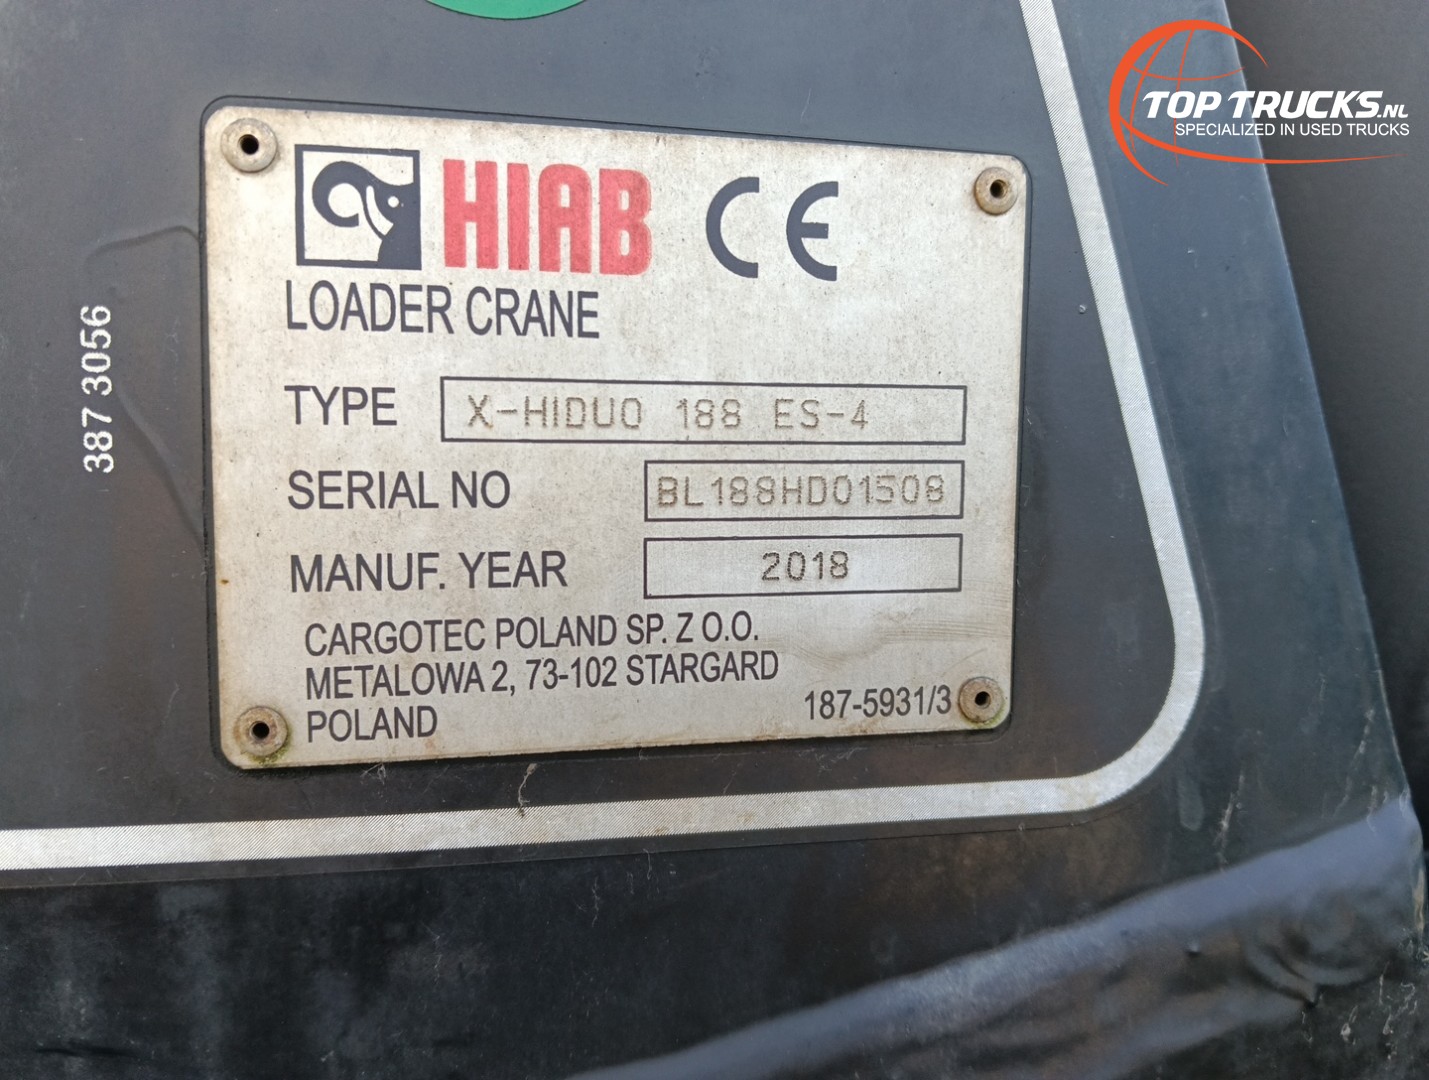 TOP TRUCKS.NL
SPECIALIZED IN USED TRUCKS
HIAB CE
LOADER CRANE
TYPE X-HIDUO 188 ES-4
SERIAL NO BL188HD01508
MANUF. YEAR 2018
CARGOTEC POLAND SP. Z O.O.
METALOWA 2, 73-102 STARGARD
POLAND
187-5931/3
387 3056